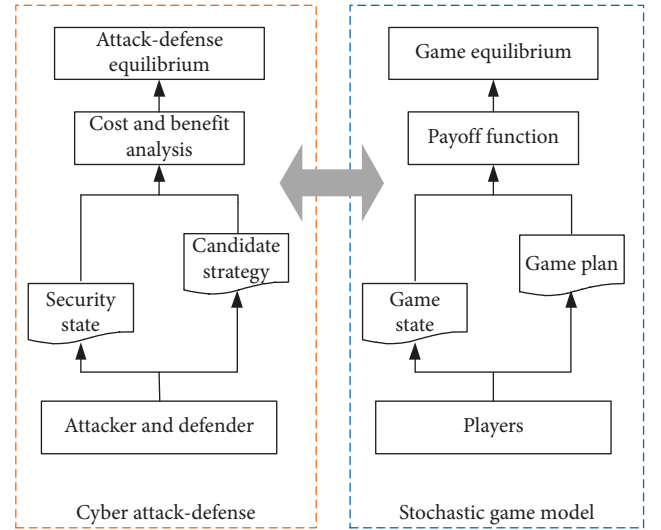 Attack-defense
equilibrium
Cost and benefit
analysis
Candidate
strategy
Security
state
Attacker and defender
Cyber attack-defense
Game equilibrium
Payoff function
Game plan
Game
state
Players
Stochastic game model